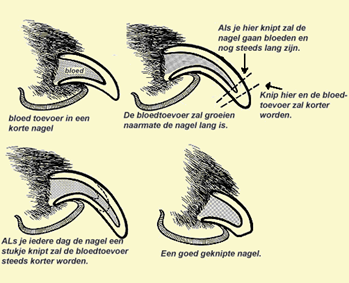 Als je hier knipt zal de
nagel gaan bloeden en
nog steeds lang zijn.
bloed
bloed toevoer in een
korte nagel
De bloedtoevoer zal groeien
naarmate de nagel lang is.
Knip hier en de bloed-
toevoer zal korter
worden.
ALs je iedere dag de nagel een
stukje knipt zal de bloedtoevoer
steeds korter worden.
Een goed geknipte nagel.